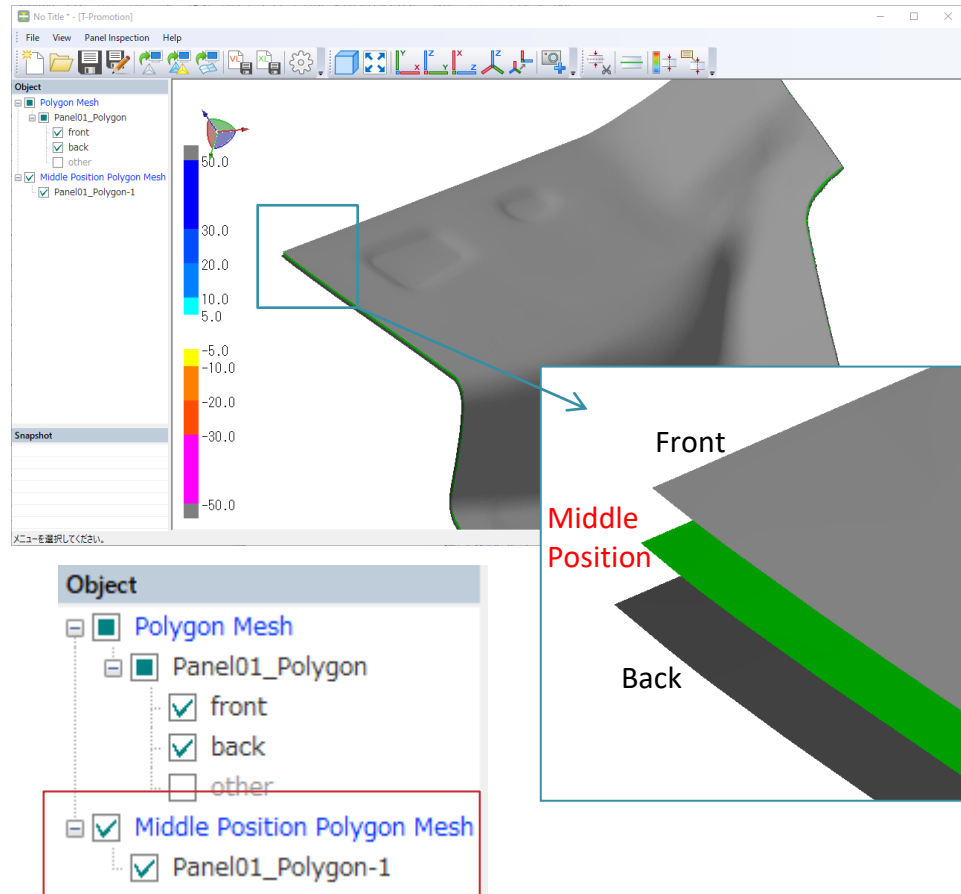 No Title * - [T-Promotion]
File View Panel Inspection Help
VL XL
Y X Z Y X Z Z
Object
Polygon Mesh
Panel01_Polygon
front
back
other
Middle Position Polygon Mesh
Panel01_Polygon-1
Snapshot
メニューを選択してください。
50.0
30.0
20.0
10.0
5.0
-5.0
-10.0
-20.0
-30.0
-50.0
Front
Middle
Position
Back
Object
Polygon Mesh
Panel01_Polygon
front
back
other
Middle Position Polygon Mesh
Panel01_Polygon-1